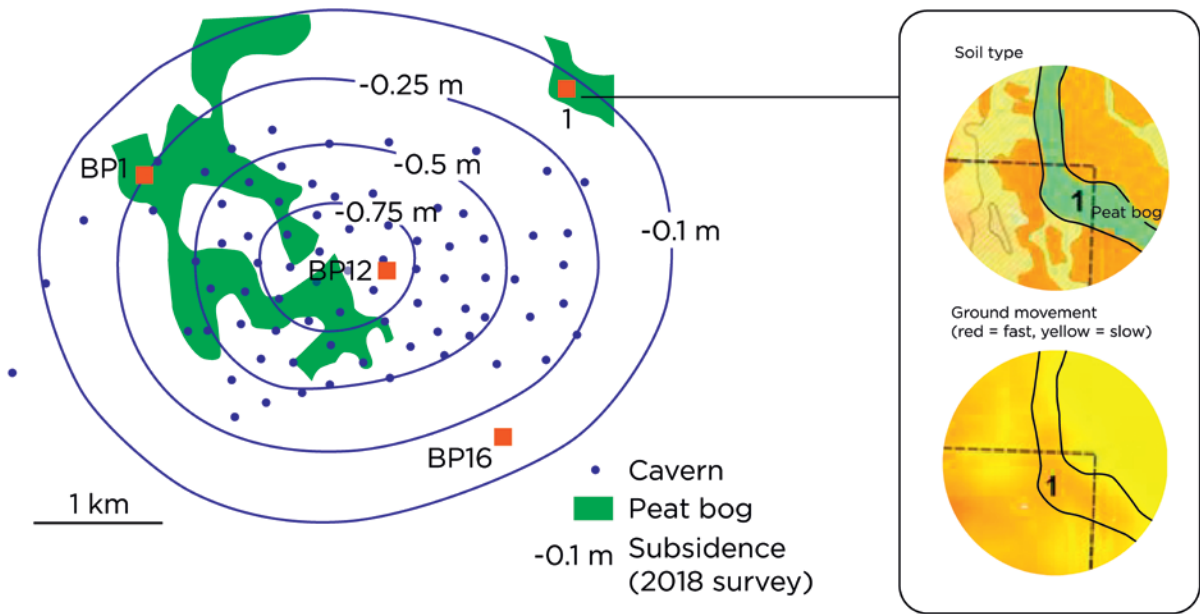 -0.25 m
1
BP1
-0.5 m
-0.75 m
-0.1 m
BP12
BP16
1 km
Cavern
Peat bog
-0.1 m Subsidence
(2018 survey)
Soil type
1 Peat bog
Ground movement
(red = fast, yellow = slow)
1